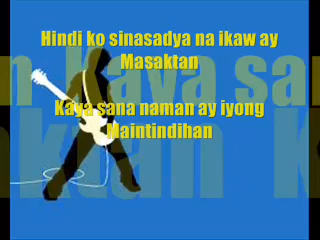 Hindi ko sinasadya na ikaw ay
Masaktan
Kaya sana naman ay iyong
Maintindihan